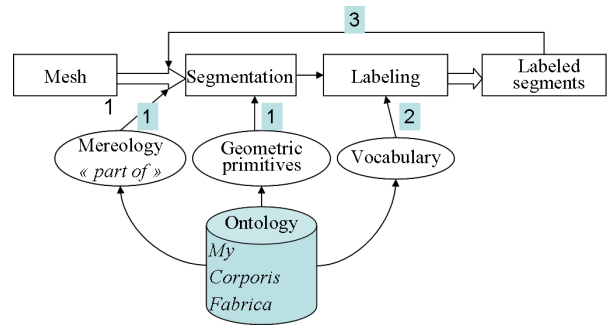 3
Mesh
Segmentation
Labeling
Labeled
segments
1
1
1
2
Mereology
« part of »
Geometric
primitives
Vocabulary
Ontology
My
Corporis
Fabrica